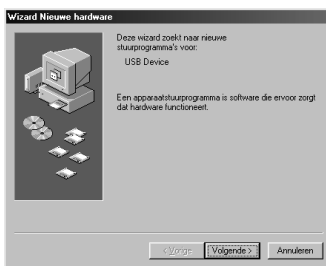 Wizard Nieuwe hardware
Deze wizard zoekt naar nieuwe
stuurprogramma's voor:
USB Device
Een apparaatstuurprogramma is software die ervoor zorgt
dat hardware functioneert.
< Vorige
Volgende >
Annuleren